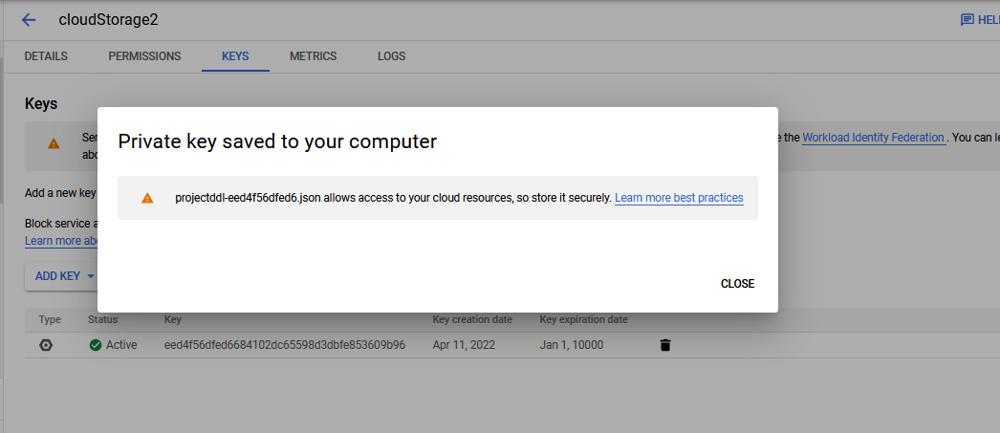 cloudStorage2
HEL
DETAILS
PERMISSIONS
KEYS
METRICS
LOGS
Keys
Ser
e the Workload Identity Federation . You can le
abo
Private key saved to your computer
projectddl-eed4f56dfed6.json allows access to your cloud resources, so store it securely. Learn more best practices
Add a new key
Block service a
Learn more abo
ADD KEY
CLOSE
Type Status Key Key creation date Key expiration date
Active eed4f56dfed6684102dc65598d3dbfe853609b96 Apr 11, 2022 Jan 1, 10000